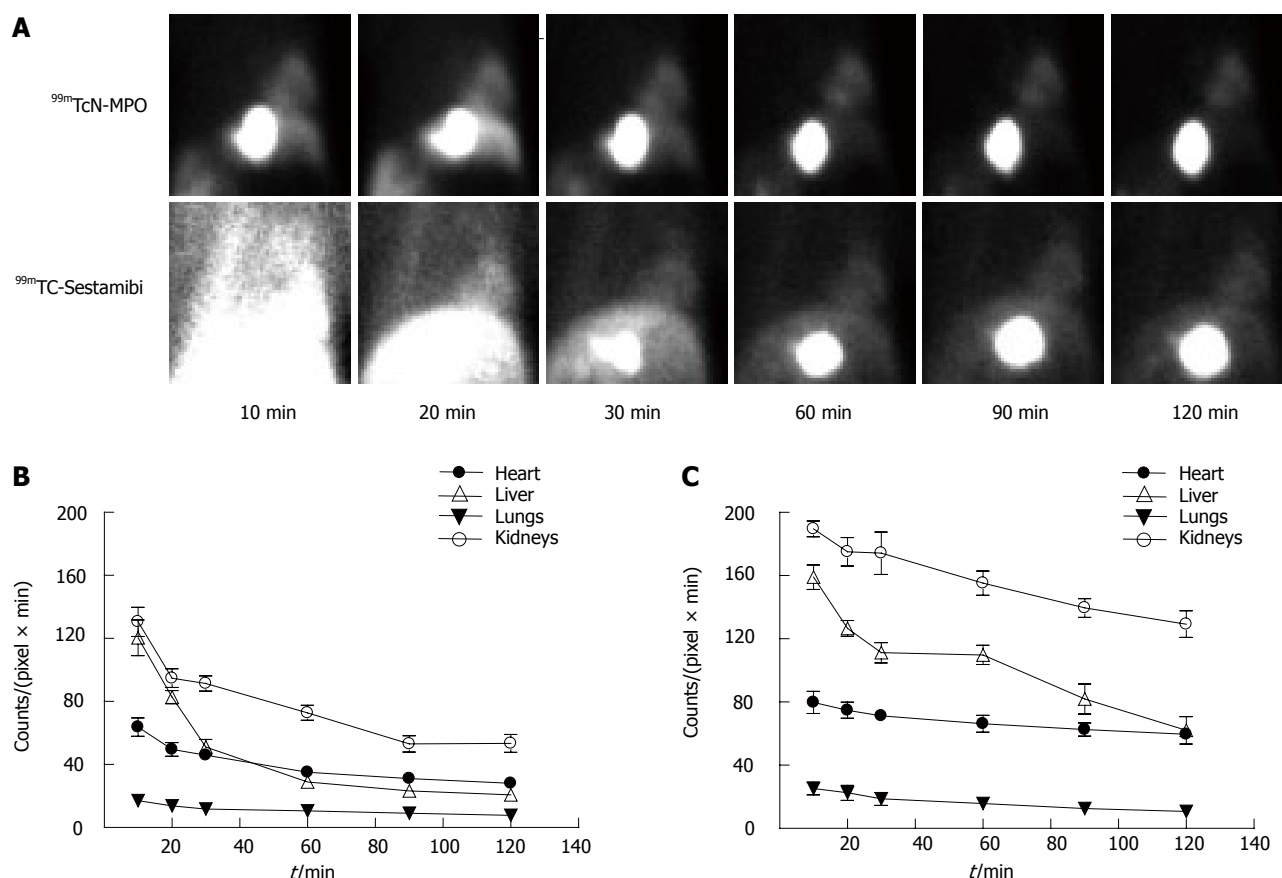 A
99mTcN-MPO
99mTC-Sestamibi
10 min 20 min 30 min 60 min 90 min 120 min
B
Heart
Liver
Lungs
Kidneys
Counts/(pixel × min)
200
160
120
80
40
0
20 40 60 80 100 120 140
t/min
C
Heart
Liver
Lungs
Kidneys
Counts/(pixel × min)
200
160
120
80
40
0
20 40 60 80 100 120 140
t/min